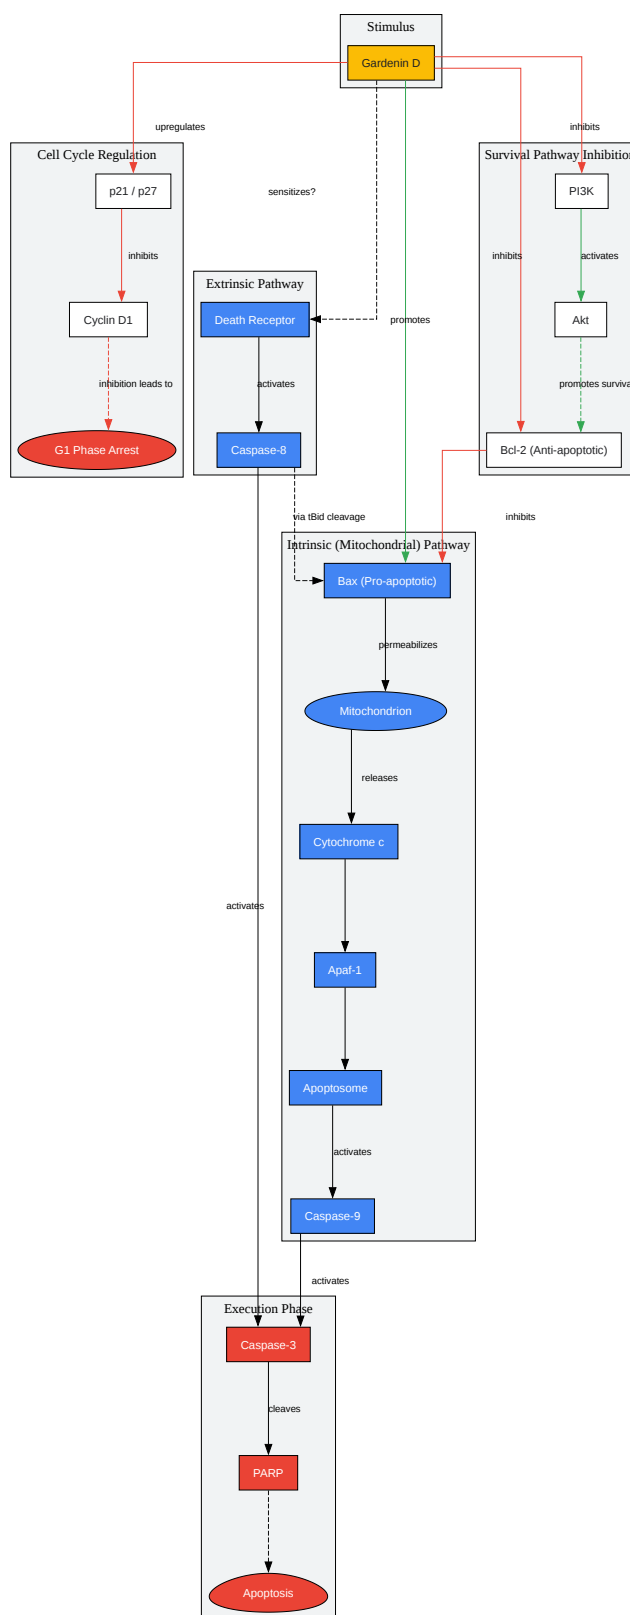 Stimulus
Gardenin D
upregulates
inhibits
Cell Cycle Regulation
Survival Pathway Inhibition
p21 / p27
PI3K
sensitizes?
inhibits
inhibits
activates
Extrinsic Pathway
Cyclin D1
Death Receptor
promotes
Akt
inhibition leads to
activates
promotes survival
G1 Phase Arrest
Caspase-8
Bcl-2 (Anti-apoptotic)
via tBid cleavage
inhibits
Intrinsic (Mitochondrial) Pathway
Bax (Pro-apoptotic)
permeabilizes
Mitochondrion
releases
Cytochrome c
activates
Apaf-1
Apoptosome
activates
Caspase-9
activates
Execution Phase
Caspase-3
cleaves
PARP
Apoptosis